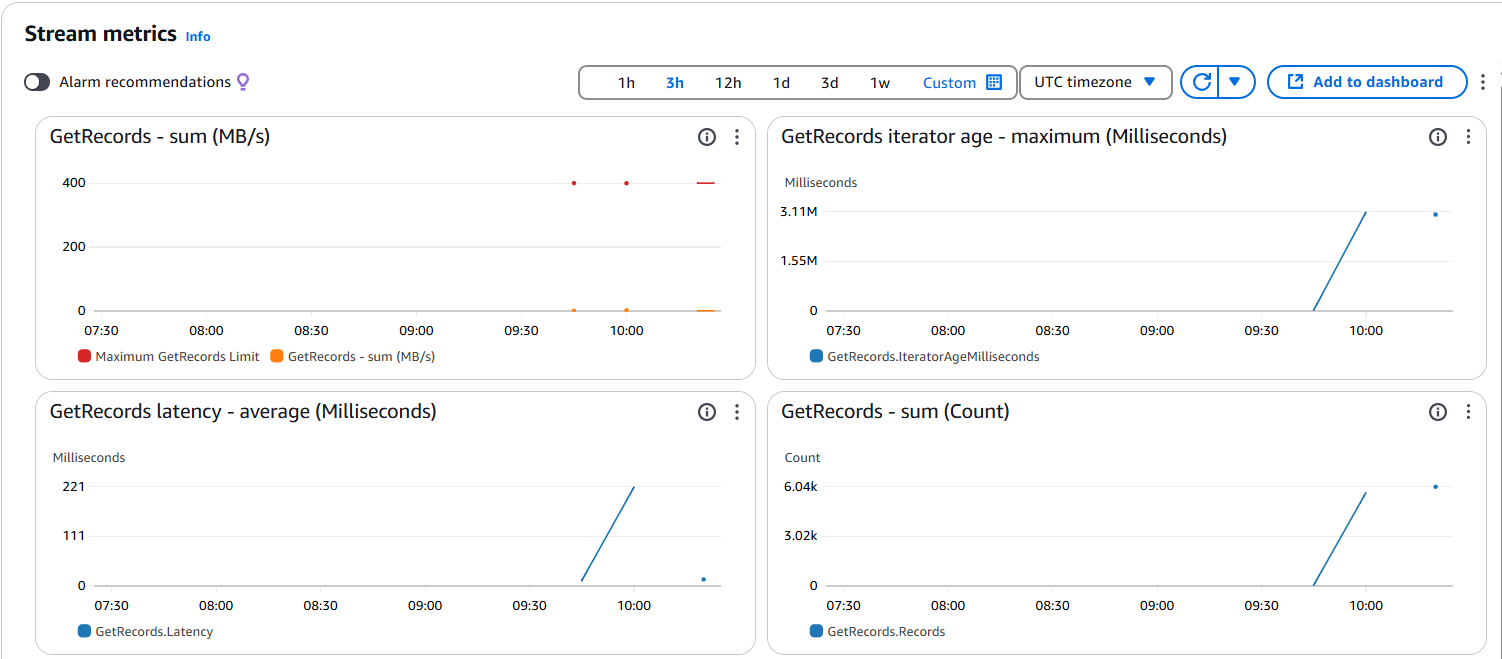 Stream metrics Info
Alarm recommendations
1h 3h 12h 1d 3d 1w Custom UTC timezone Add to dashboard
GetRecords - sum (MB/s)
400
200
0
07:30 08:00 08:30 09:00 09:30 10:00
Maximum GetRecords Limit GetRecords - sum (MB/s)
GetRecords iterator age - maximum (Milliseconds)
Milliseconds
3.11M
1.55M
0
07:30 08:00 08:30 09:00 09:30 10:00
GetRecords.IteratorAgeMilliseconds
GetRecords latency - average (Milliseconds)
Milliseconds
221
111
0
07:30 08:00 08:30 09:00 09:30 10:00
GetRecords.Latency
GetRecords - sum (Count)
Count
6.04k
3.02k
0
07:30 08:00 08:30 09:00 09:30 10:00
GetRecords.Records